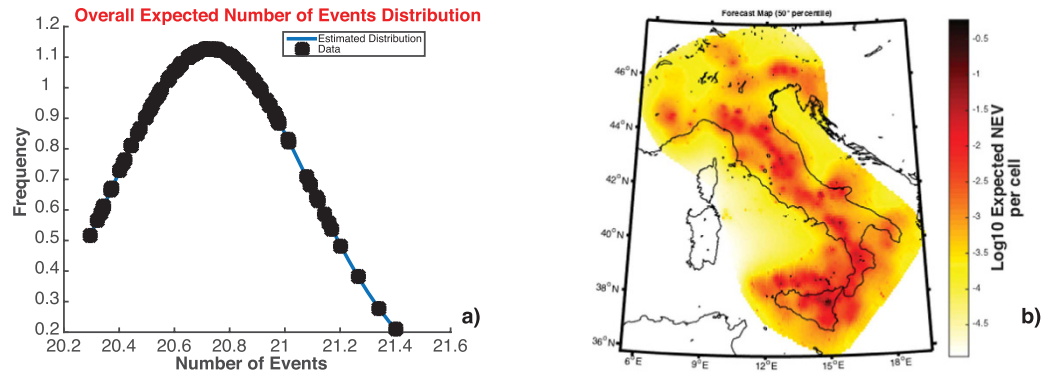 Overall Expected Number of Events Distribution
Estimated Distribution
Data
1.2
1.1
1
0.9
0.8
0.7
0.6
0.5
0.4
0.3
0.2
Frequency
20.2 20.4 20.6 20.8 21 21.2 21.4 21.6
Number of Events
a)
Forecast Map (50° percentile)
46°N
44°N
42°N
40°N
38°N
36°N
6°E 9°E 12°E 15°E 18°E
-0.5
-1
-1.5
-2
-2.5
-3
-3.5
-4
-4.5
Log10 Expected NEV
per cell
b)